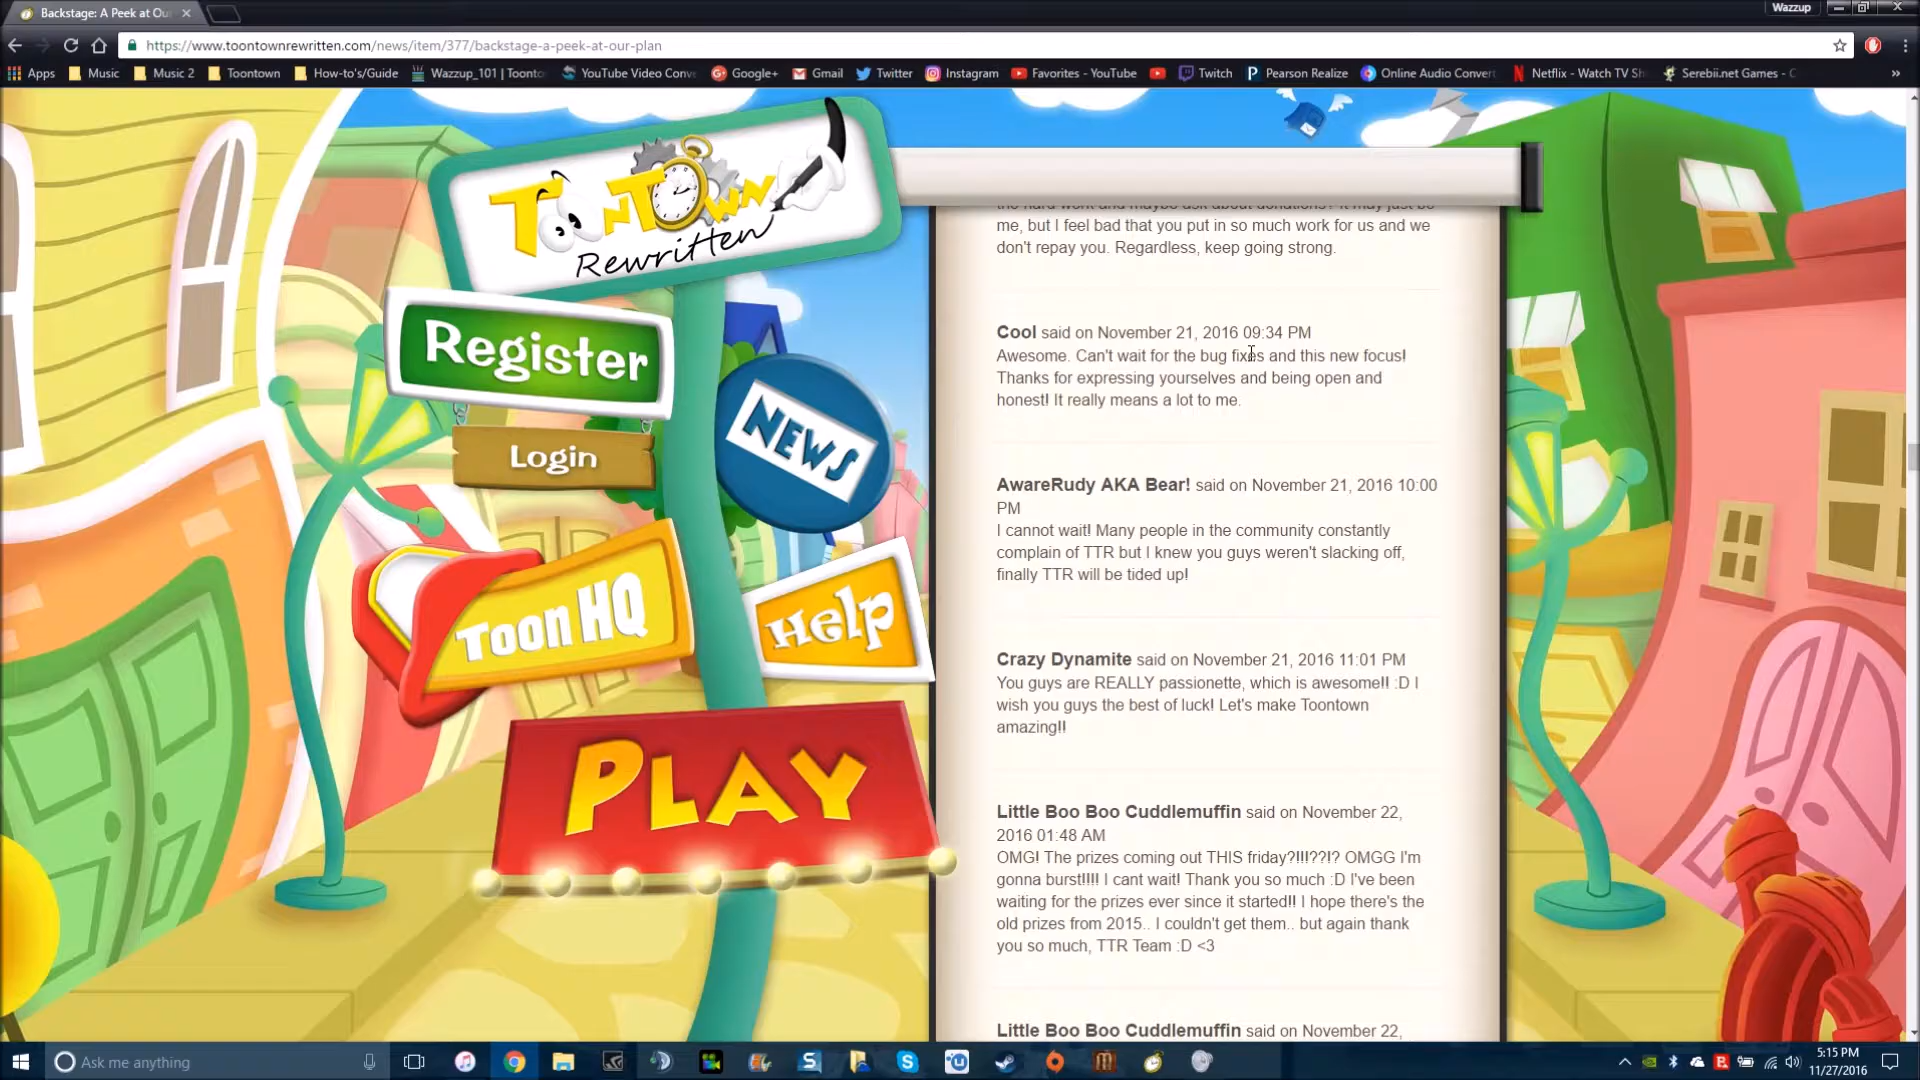 Backstage: A Peek at Ou
Wazzup
https://www.toontownrewritten.com/news/item/377/backstage-a-peek-at-our-plan
Apps Music Music 2 Toontown How-to's/Guide Wazzup_101 | Toonto YouTube Video Conv Google+ Gmail Twitter Instagram Favorites - YouTube Twitch Pearson Realize Online Audio Convert Netflix - Watch TV Sh Serebii.net Games - C »
TOONTOWN
Rewritten
Register
Login
NEWS
Toon HQ
Help
PLAY
the hard work and maybe ask about donations? It may just be
me, but I feel bad that you put in so much work for us and we
don't repay you. Regardless, keep going strong.
Cool said on November 21, 2016 09:34 PM
Awesome. Can't wait for the bug fixes and this new focus!
Thanks for expressing yourselves and being open and
honest! It really means a lot to me.
AwareRudy AKA Bear! said on November 21, 2016 10:00
PM
I cannot wait! Many people in the community constantly
complain of TTR but I knew you guys weren't slacking off,
finally TTR will be tided up!
Crazy Dynamite said on November 21, 2016 11:01 PM
You guys are REALLY passionette, which is awesome!! :D I
wish you guys the best of luck! Let's make Toontown
amazing!!
Little Boo Boo Cuddlemuffin said on November 22,
2016 01:48 AM
OMG! The prizes coming out THIS friday?!!!??!? OMGG I'm
gonna burst!!!! I cant wait! Thank you so much :D I've been
waiting for the prizes ever since it started!! I hope there's the
old prizes from 2015.. I couldn't get them.. but again thank
you so much, TTR Team :D <3
Little Boo Boo Cuddlemuffin said on November 22,
Ask me anything
5:15 PM
11/27/2016